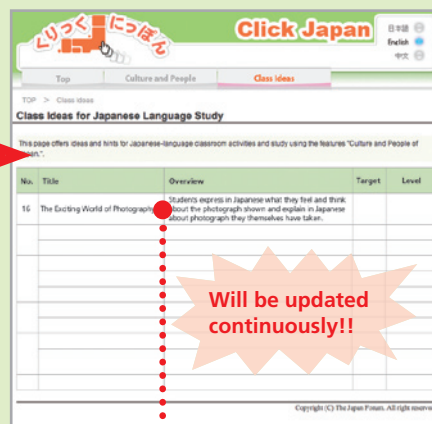 くりっくにっぽん
Click Japan
日本語
English
中文
Top Culture and People Class Ideas
TOP > Class Ideas
Class Ideas for Japanese Language Study
This page offers ideas and hints for Japanese-language classroom activities and study using the features "Culture and People of
Japan.".
No. Title Overview Target Level
16 The Exciting World of Photography
Students express in Japanese what they feel and think
about the photograph shown and explain in Japanese
about photograph they themselves have taken.
Will be updated
continuously!!
Copyright (C) The Japan Forum. All right reserve